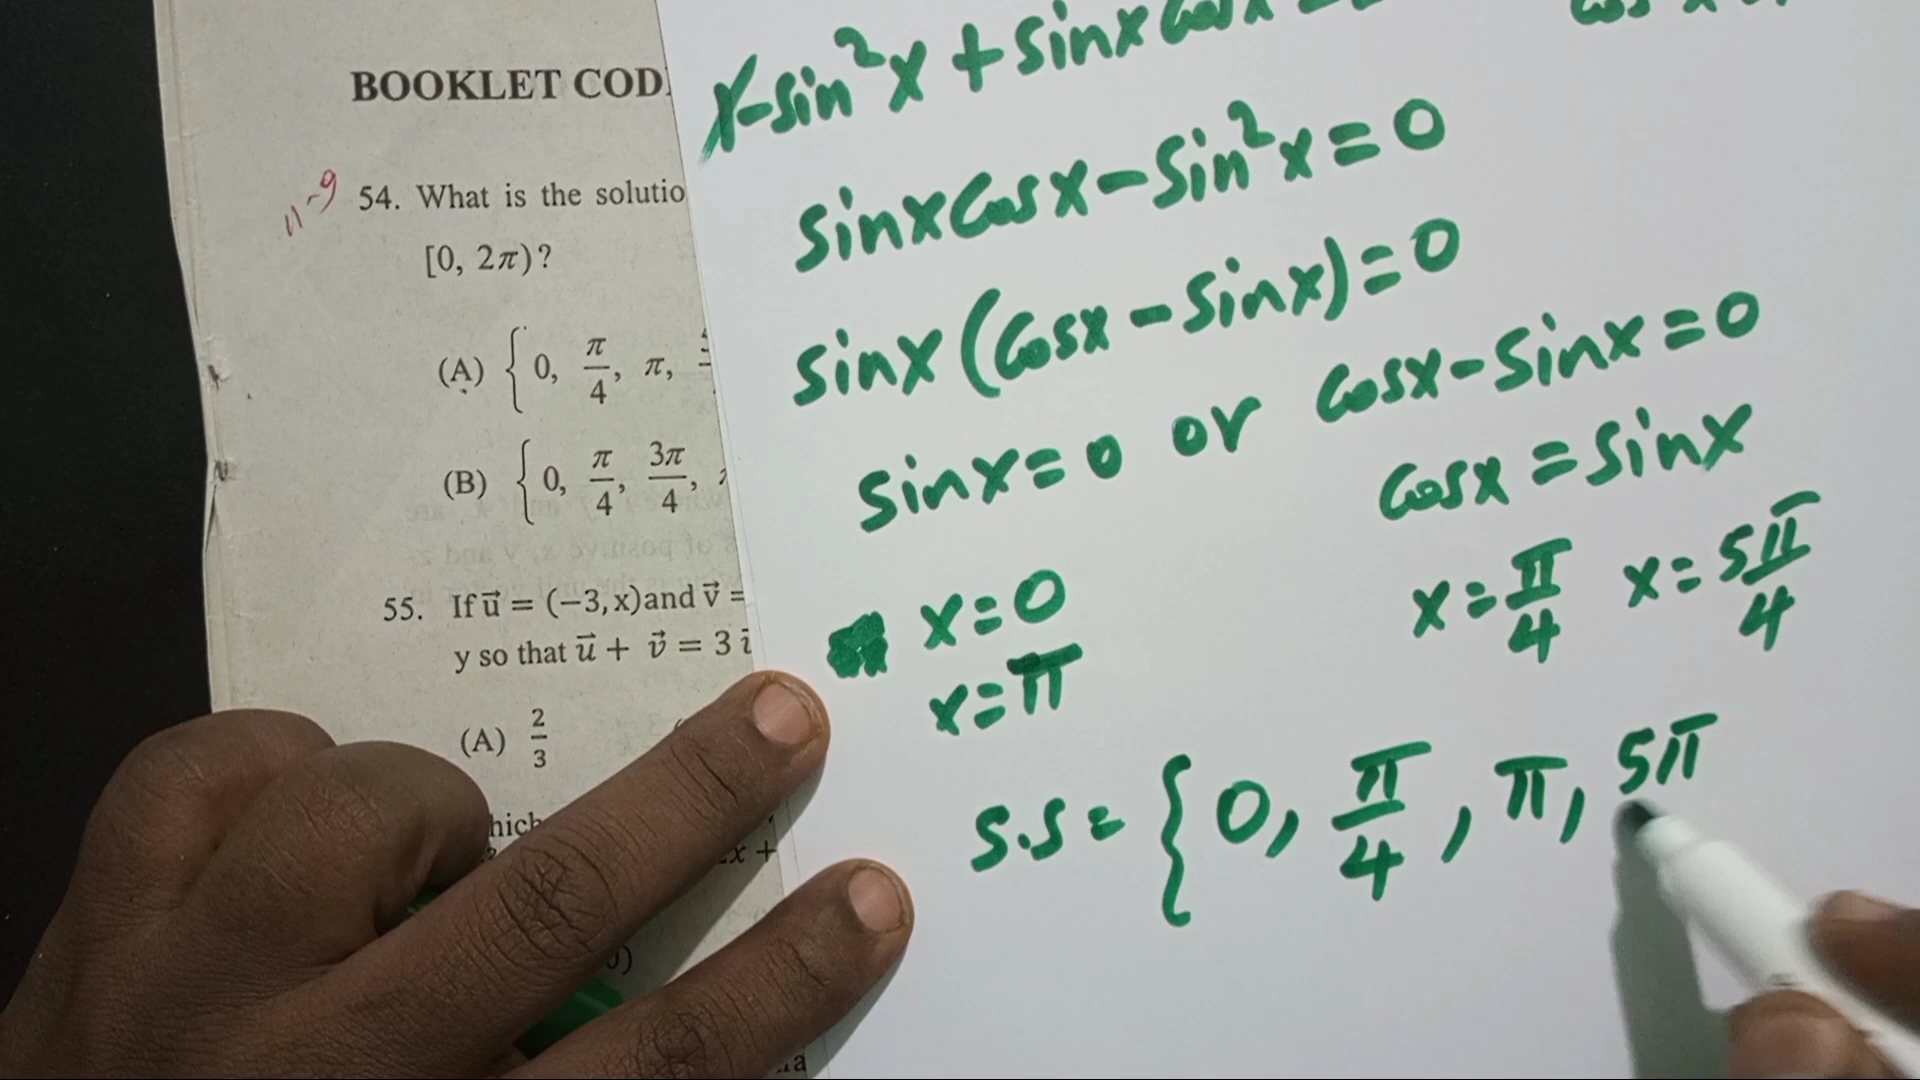 BOOKLET COD
11-9
54. What is the solutio
[0, 2π)?
(A) { 0, π/4, π,
(B) { 0, π/4, 3π/4,
55. If u⃗ = (−3, x)and v⃗ =
y so that u⃗ + v⃗ = 3
(A) 2/3
x +
-sin²x + sinx cosx
sinx cosx - sin²x = 0
sinx (cosx - sinx) = 0
sinx = 0 or cosx - sinx = 0
cosx = sinx
x = 0
x = π
x = π/4 x = 5π/4
S.S = { 0, π/4, π, 5π